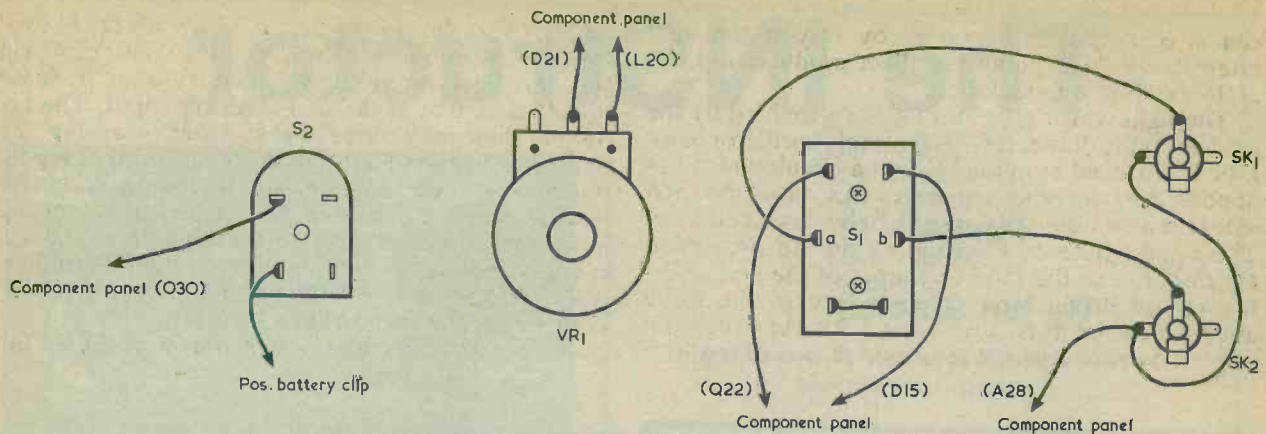 Component panel
(D21) (L20)
S2
SK1
a S1 b
Component panel (O30)
VR1
Pos. battery clip
SK2
(Q22) (D15) (A28)
Component panel Component panel